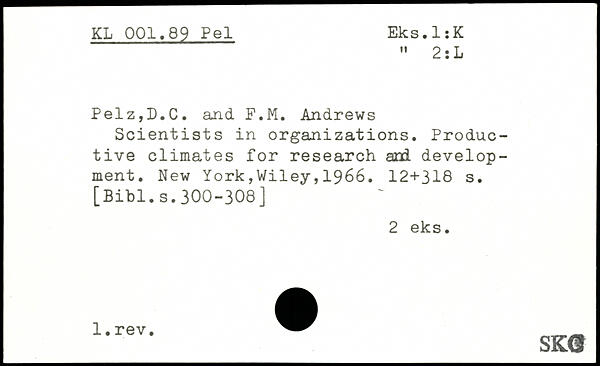 KL 001.89 Pel
Eks.1:K
" 2:L
Pelz,D.C. and F.M. Andrews
Scientists in organizations. Produc-
tive climates for research and develop-
ment. New York,Wiley,1966. 12+318 s.
[Bibl.s.300-308]
2 eks.
1.rev.